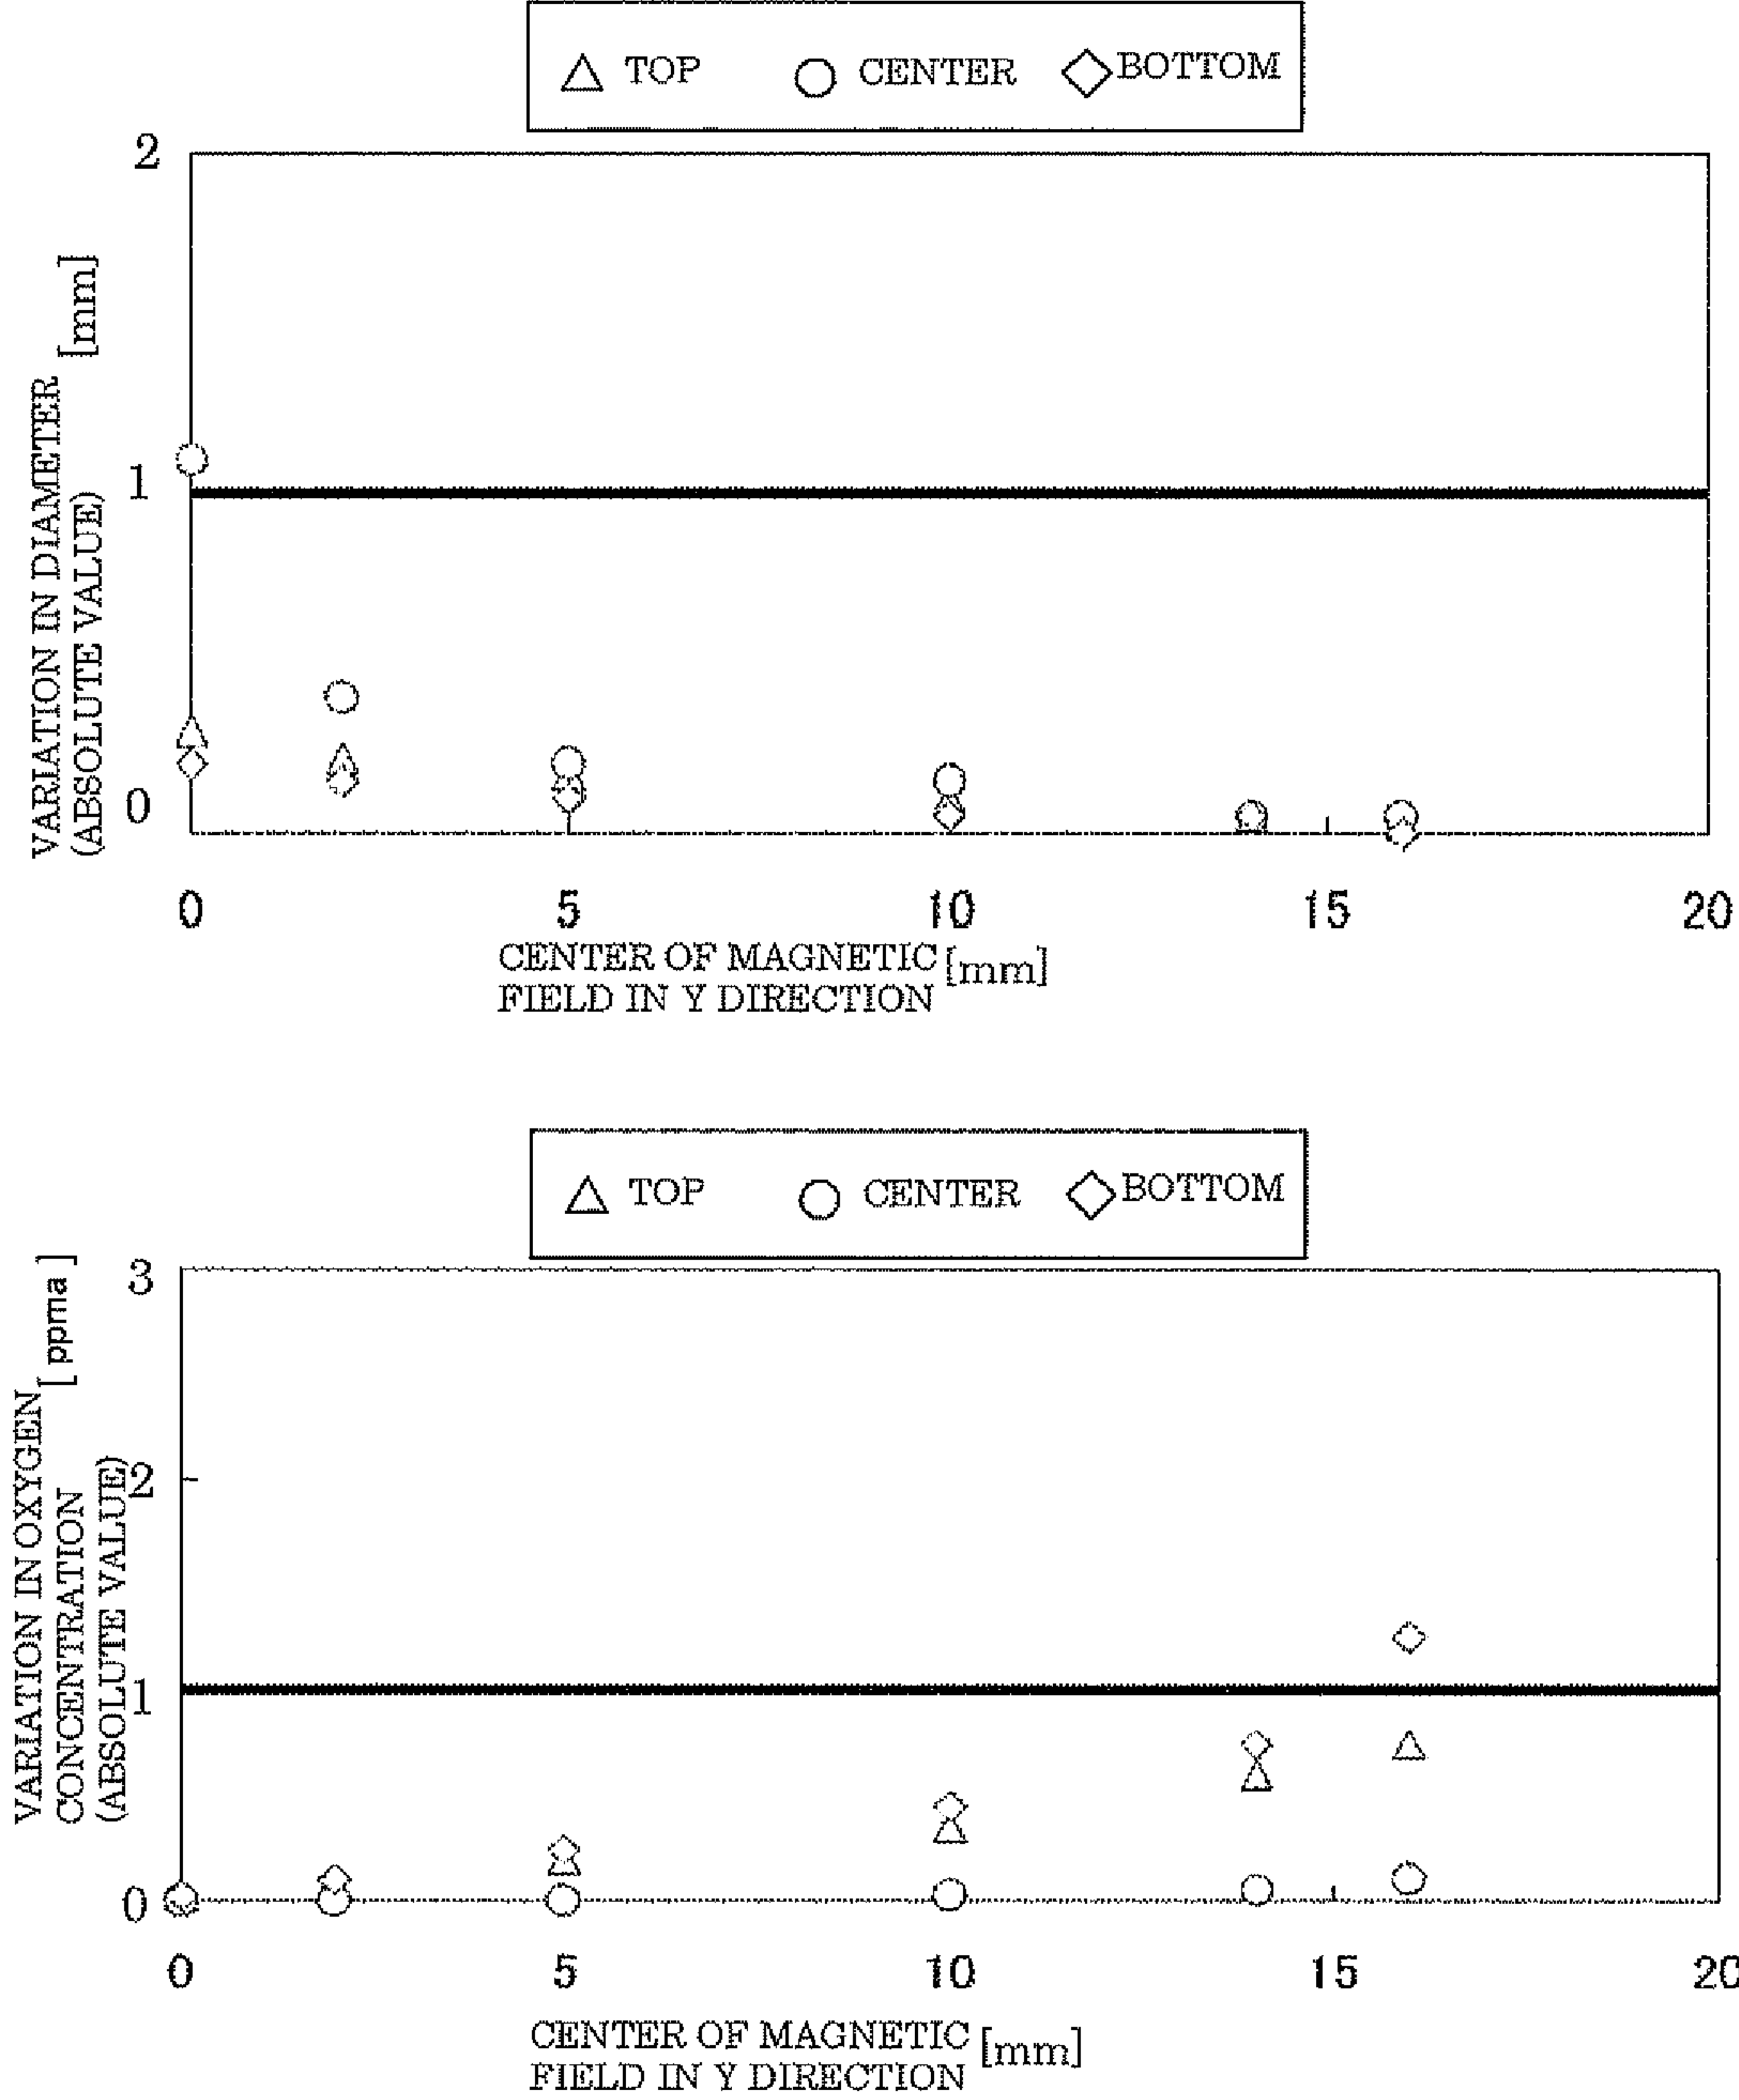 TOP CENTER BOTTOM
2
1
0
VARIATION IN DIAMETER
(ABSOLUTE VALUE)
[mm]
0 5 10 15 20
CENTER OF MAGNETIC
FIELD IN Y DIRECTION
[mm]
TOP CENTER BOTTOM
3
2
1
0
VARIATION IN OXYGEN
CONCENTRATION
(ABSOLUTE VALUE)
[ppma]
0 5 10 15 20
CENTER OF MAGNETIC
FIELD IN Y DIRECTION
[mm]